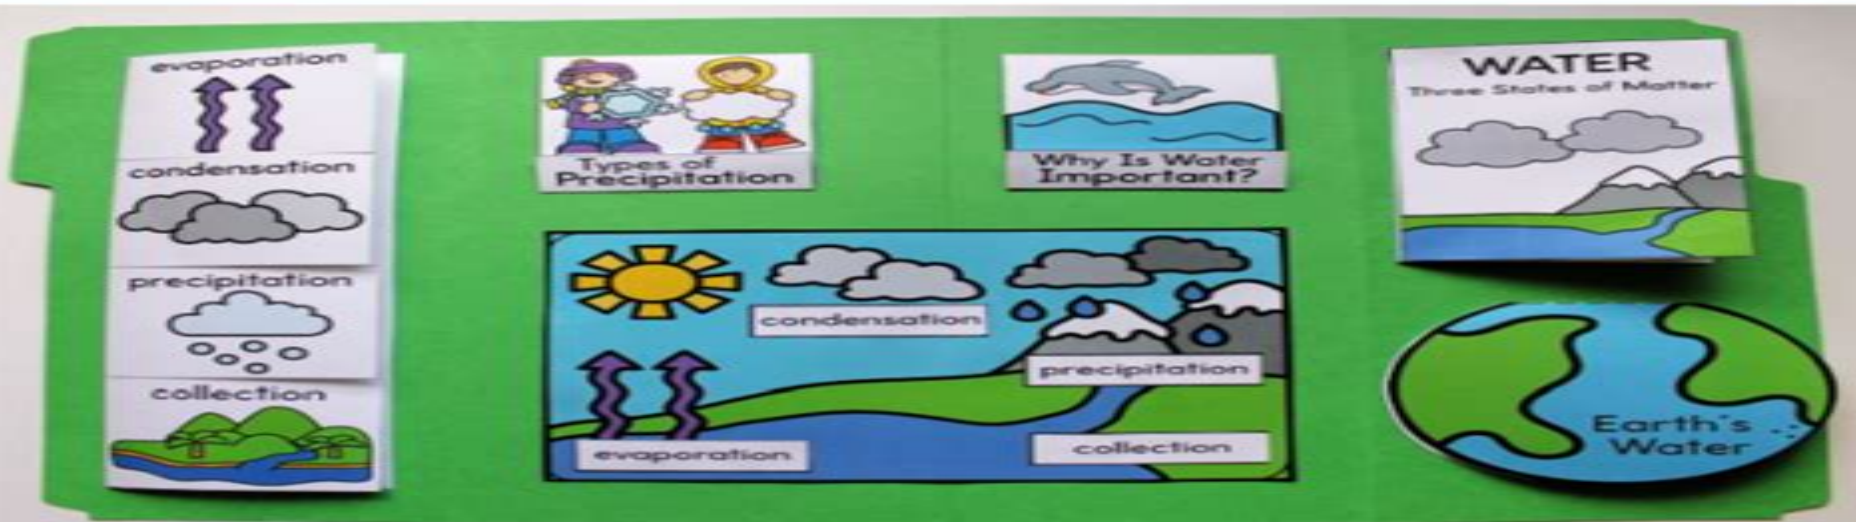 evaporation
condensation
precipitation
collection
Types of
Precipitation
Why Is Water
Important?
condensation
precipitation
evaporation
collection
WATER
Three States of Matter
Earth's
Water